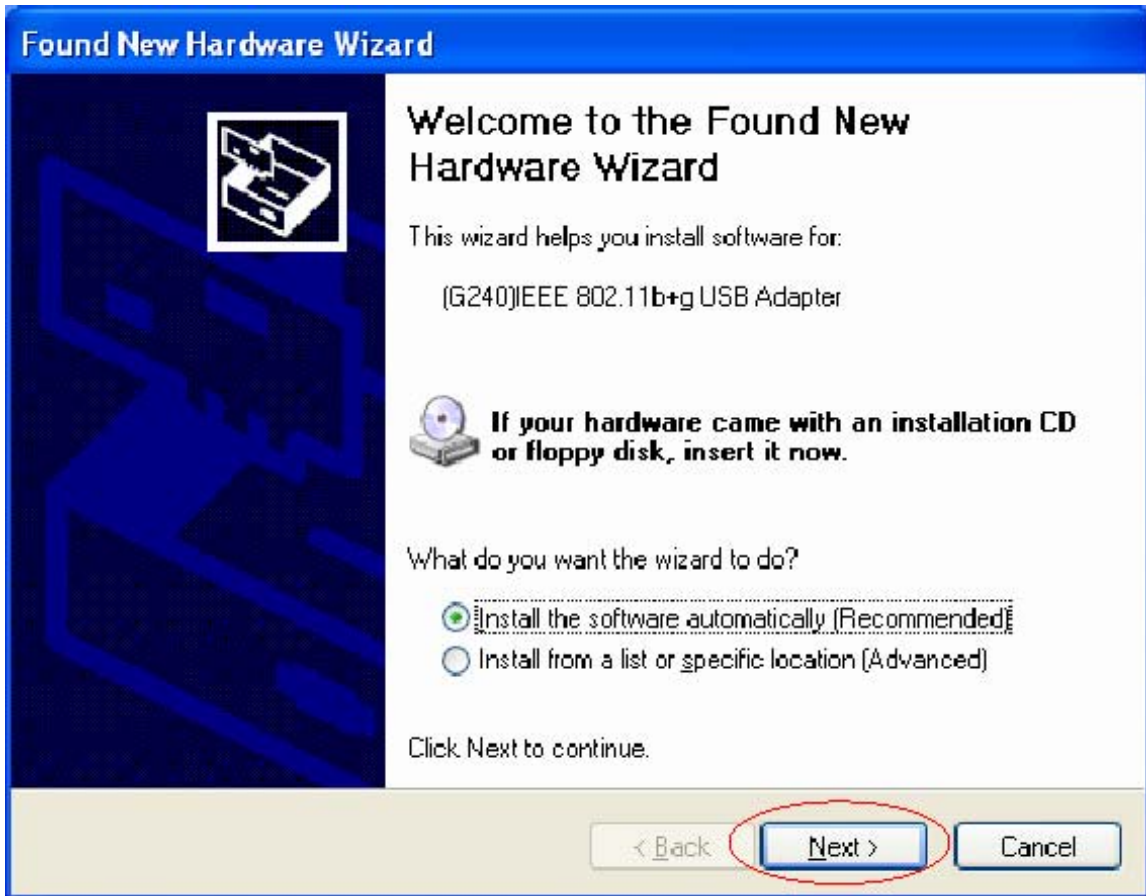 Found New Hardware Wizard
Welcome to the Found New
Hardware Wizard
This wizard helps you install software for:
(G240)IEEE 802.11b+g USB Adapter
If your hardware came with an installation CD
or floppy disk, insert it now.
What do you want the wizard to do?
Install the software automatically (Recommended)
Install from a list or specific location (Advanced)
Click Next to continue.
< Back
Next >
Cancel